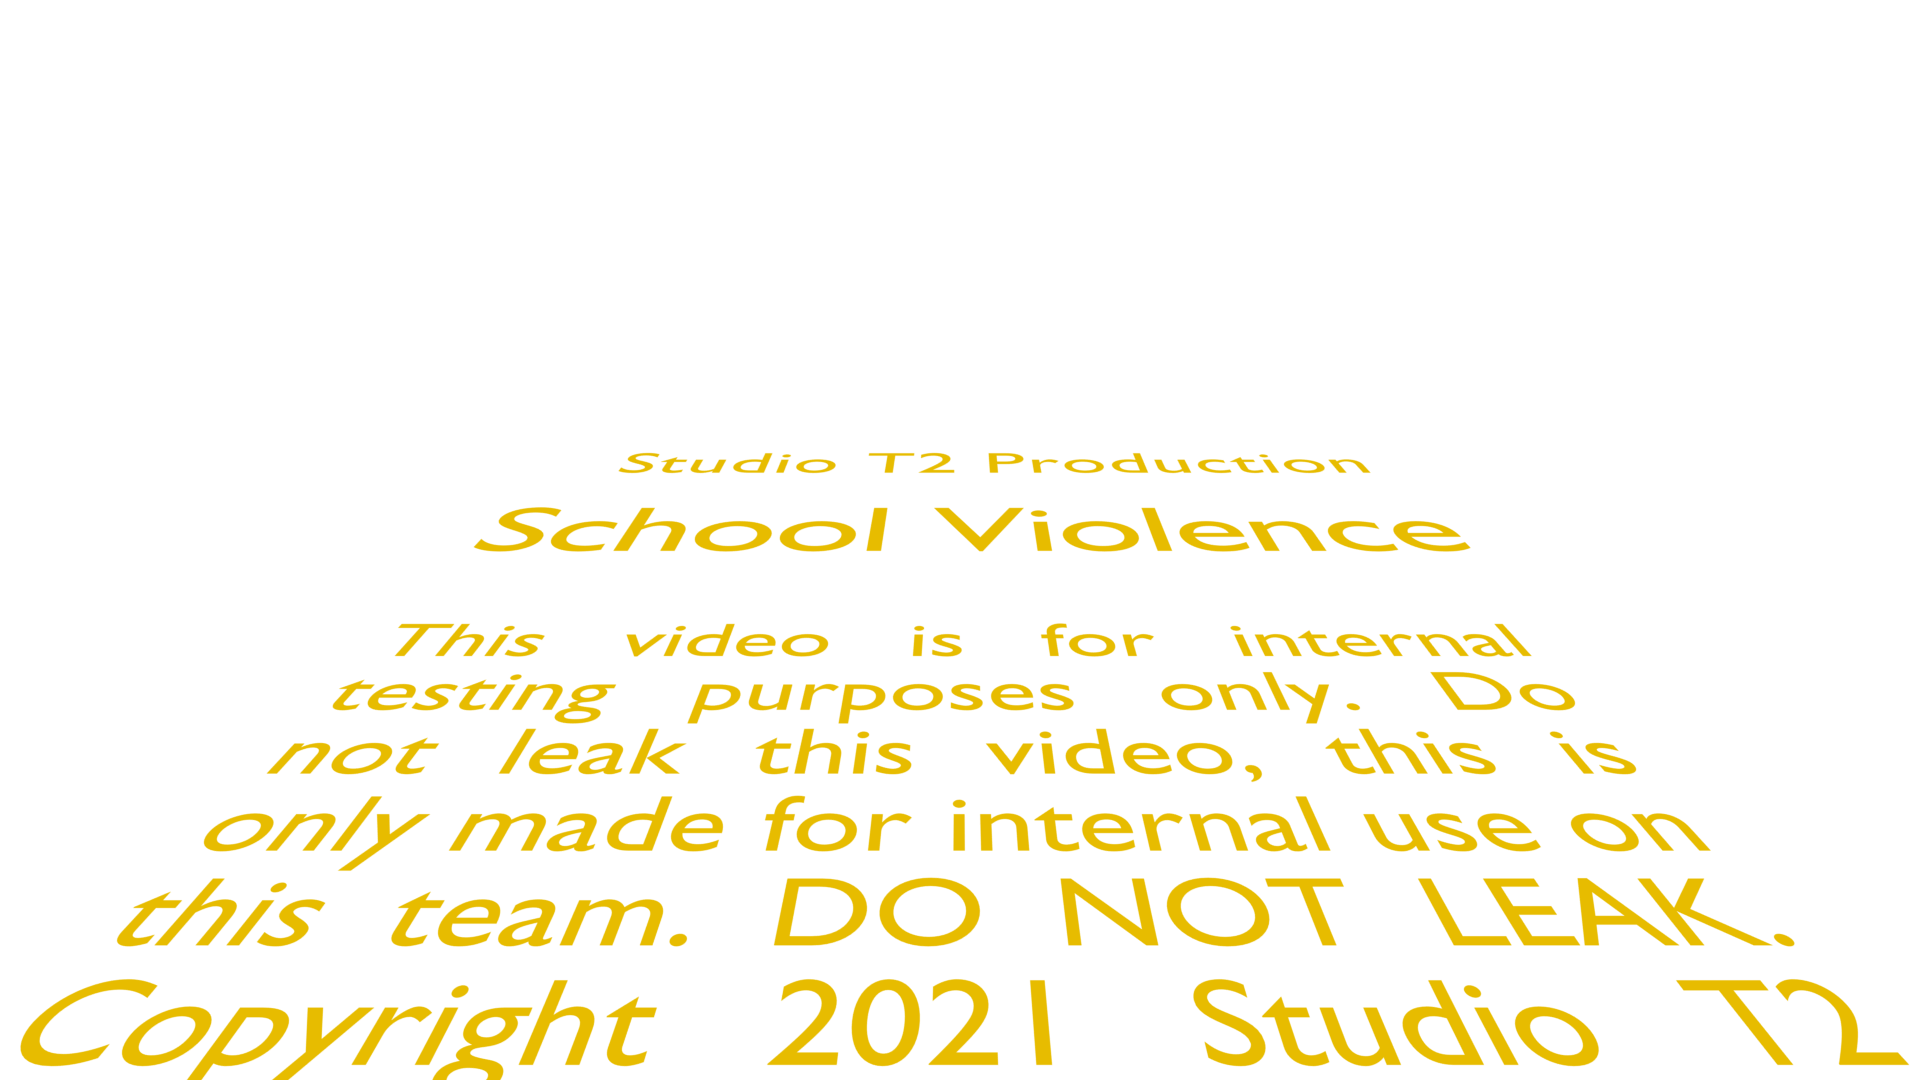 Studio T2 Production
School Violence
This video is for internal
testing purposes only. Do
not leak this video, this is
only made for internal use on
this team. DO NOT LEAK.
Copyright 2021 Studio T2